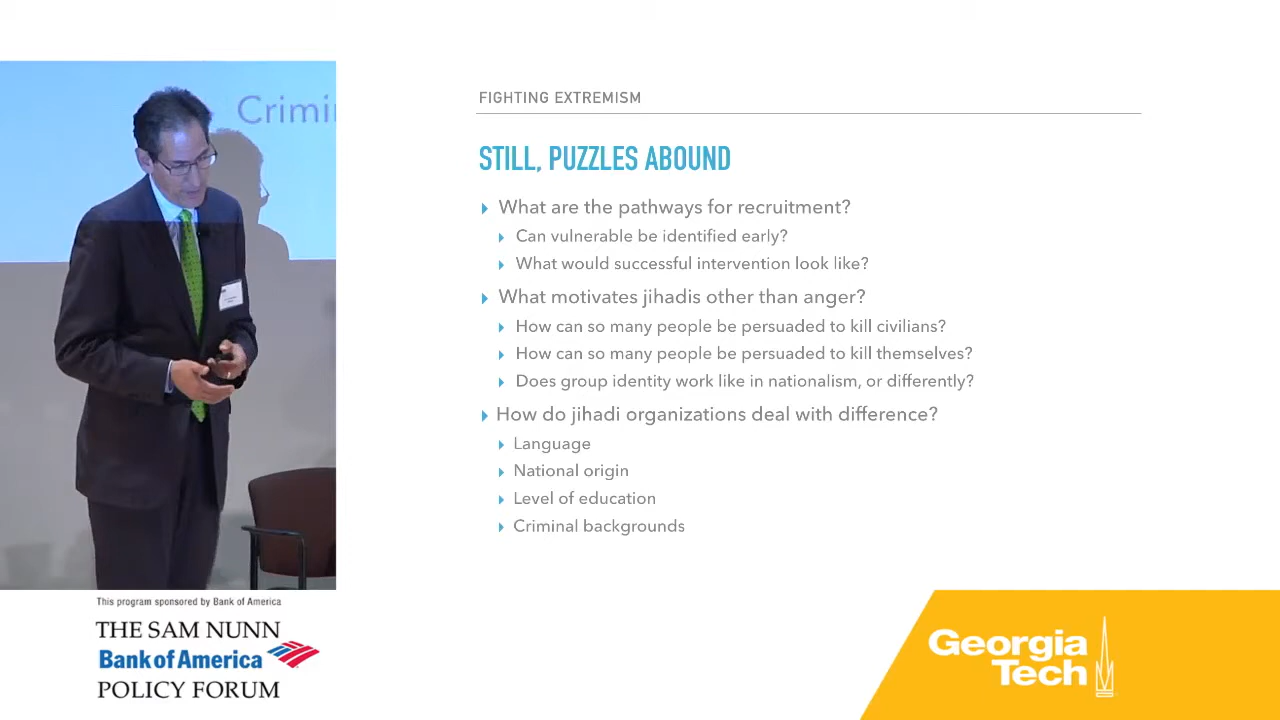 Crimi
FIGHTING EXTREMISM
STILL, PUZZLES ABOUND
What are the pathways for recruitment?
Can vulnerable be identified early?
What would successful intervention look like?
What motivates jihadis other than anger?
How can so many people be persuaded to kill civilians?
How can so many people be persuaded to kill themselves?
Does group identity work like in nationalism, or differently?
How do jihadi organizations deal with difference?
Language
National origin
Level of education
Criminal backgrounds
This program sponsored by Bank of America
THE SAM NUNN
Bank of America
POLICY FORUM
Georgia
Tech